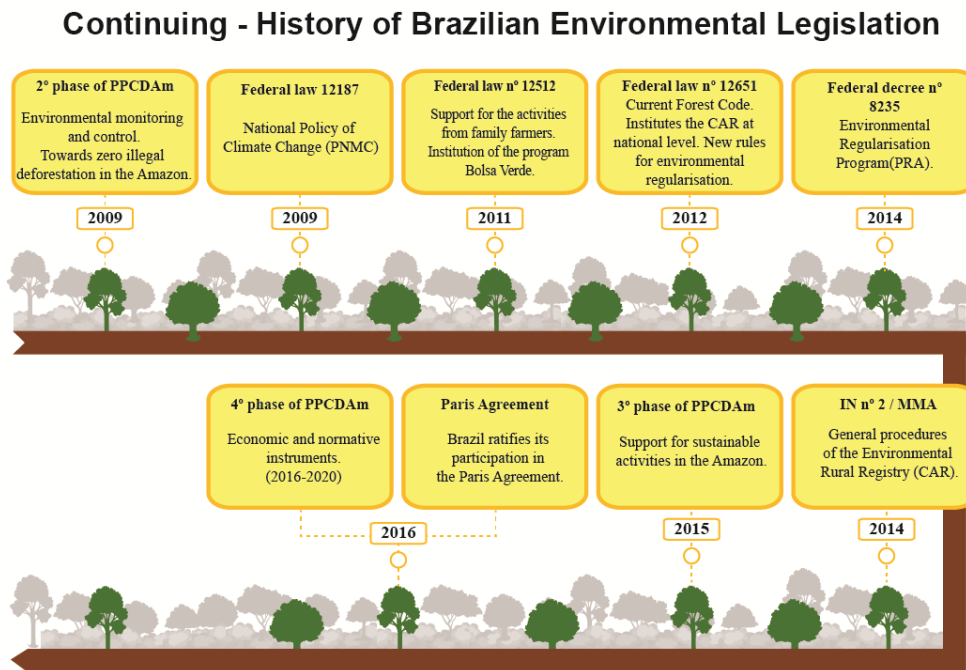 Continuing - History of Brazilian Environmental Legislation
2º phase of PPCDAm
Environmental monitoring
and control.
Towards zero illegal
deforestation in the Amazon.
2009
Federal law 12187
National Policy of
Climate Change (PNMC)
2009
Federal law nº 12512
Support for the activities
from family farmers.
Institution of the program
Bolsa Verde.
2011
Federal law nº 12651
Current Forest Code.
Institutes the CAR at
national level. New rules
for environmental
regularisation.
2012
Federal decree nº
8235
Environmental
Regularisation
Program(PRA).
2014
4º phase of PPCDAm
Economic and normative
instruments.
(2016-2020)
Paris Agreement
Brazil ratifies its
participation in
the Paris Agreement.
2016
3º phase of PPCDAm
Support for sustainable
activities in the Amazon.
2015
IN nº 2 / MMA
General procedures
of the Environmental
Rural Registry (CAR).
2014